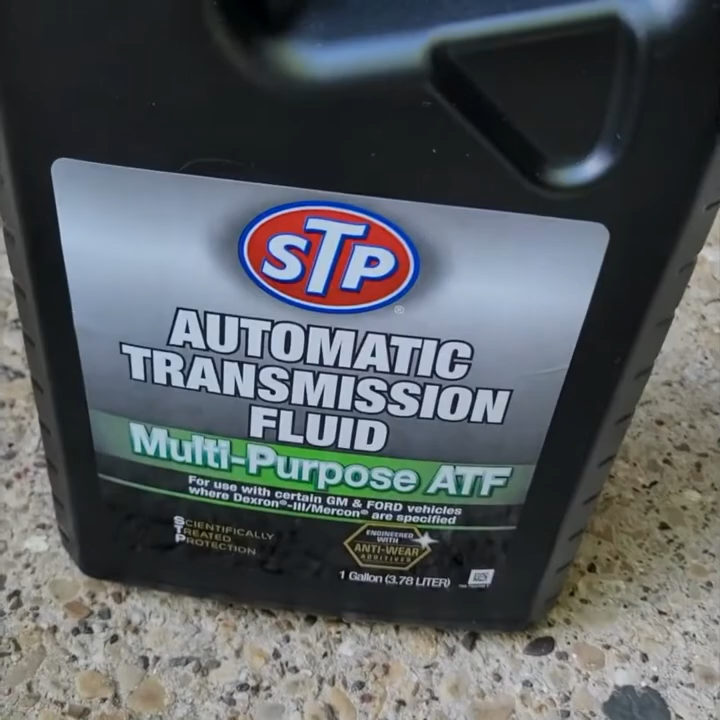 STP
®
AUTOMATIC
TRANSMISSION
FLUID
Multi-Purpose ATF
For use with certain GM & FORD vehicles
where Dexron®-III/Mercon® are specified
SCIENTIFICALLY
TREATED
PROTECTION
ENGINEERED
WITH
ANTI-WEAR
ADDITIVES
1 Gallon (3.78 LITER)